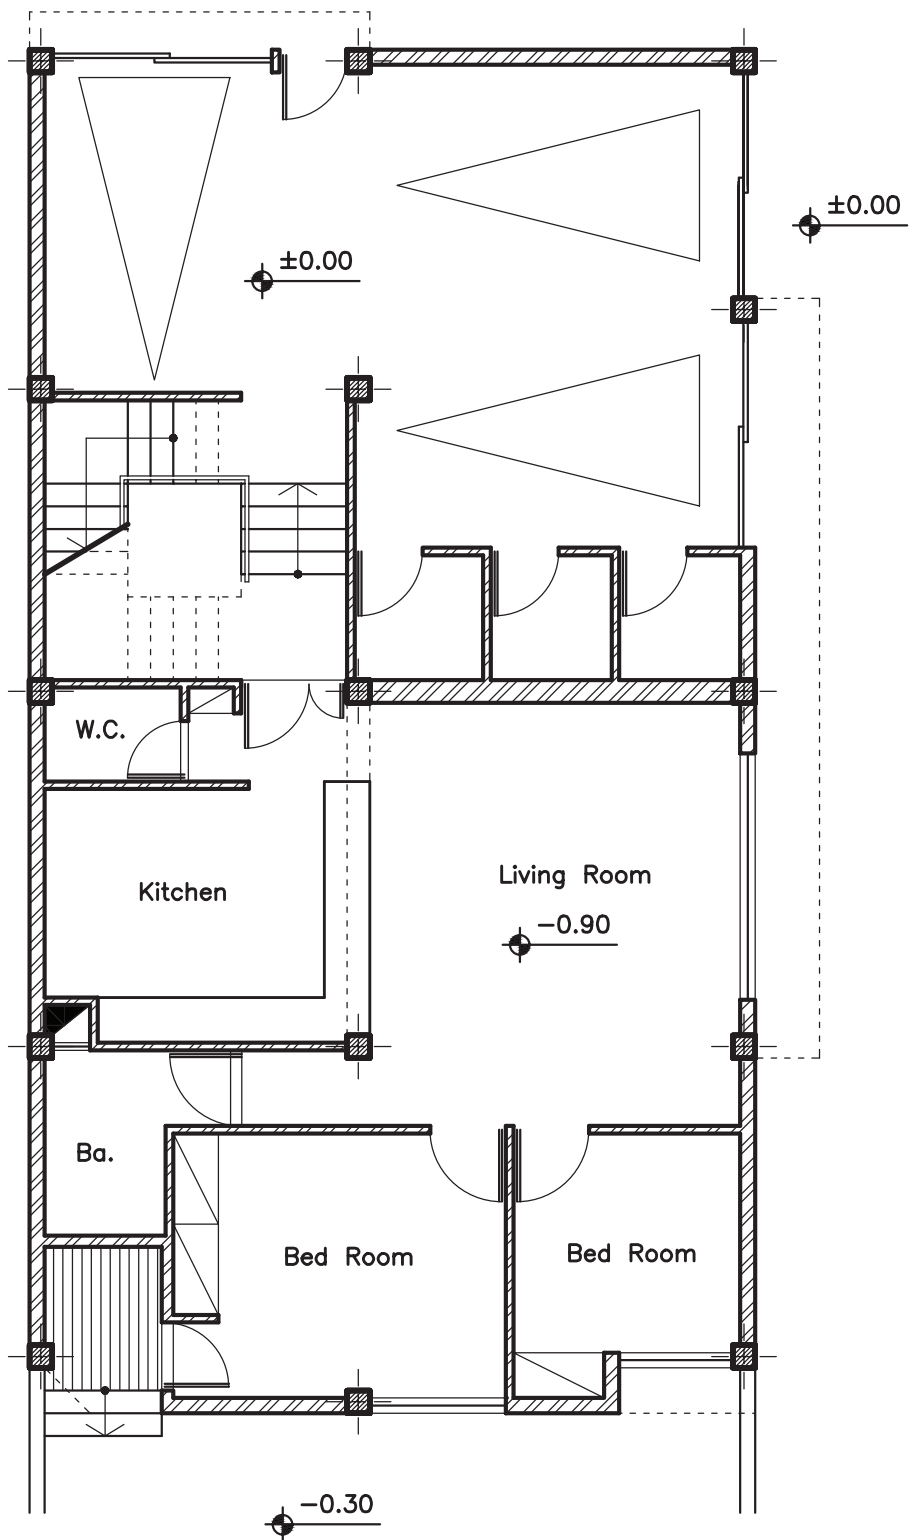 ±0.00
±0.00
W.C.
Living Room
Kitchen
-0.90
Ba.
Bed Room
Bed Room
-0.30